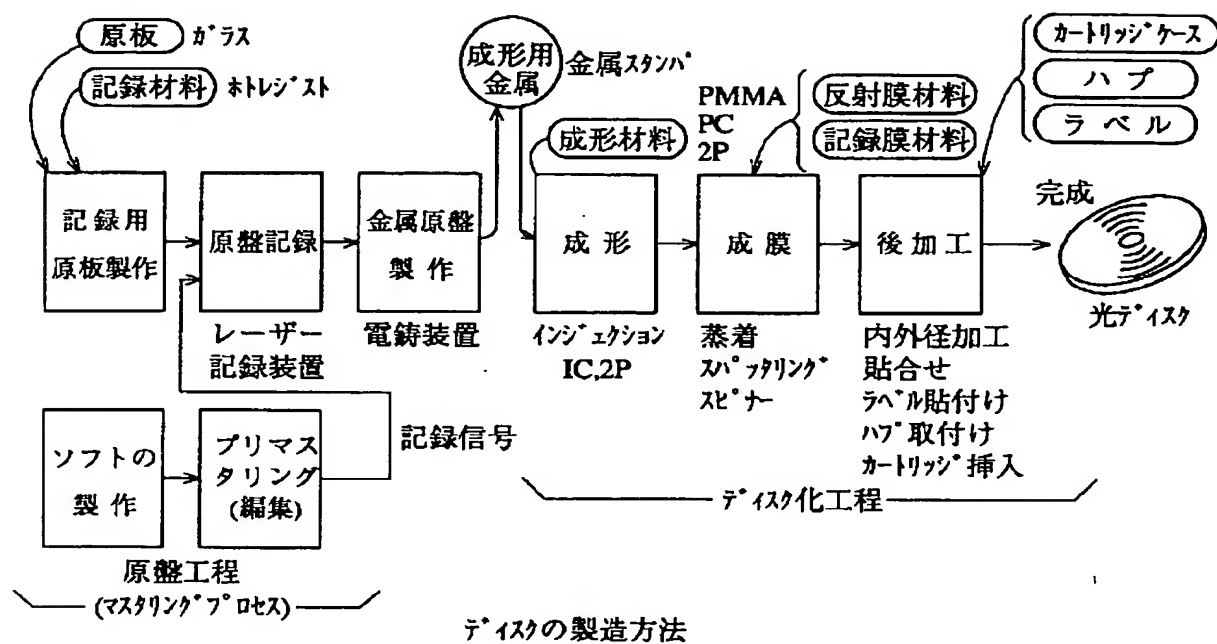 原板 ガラス
記録材料 ホトレジスト
成形用
金属
金属スタンパ
成形材料
PMMA
PC
2P
反射膜材料
記録膜材料
カートリッジケース
ハプ
ラベル
記録用
原板製作
原盤記録
金属原盤
製作
成形
成膜
後加工
完成
光ディスク
レーザー
記録装置
電鋳装置
インジェクション
IC,2P
蒸着
スパッタリング
スピナー
内外径加工
貼合せ
ラベル貼付け
ハブ取付け
カートリッジ挿入
ソフトの
製作
プリマス
タリング
(編集)
記録信号
ディスク化工程
原盤工程
(マスタリングプロセス)
ディスクの製造方法